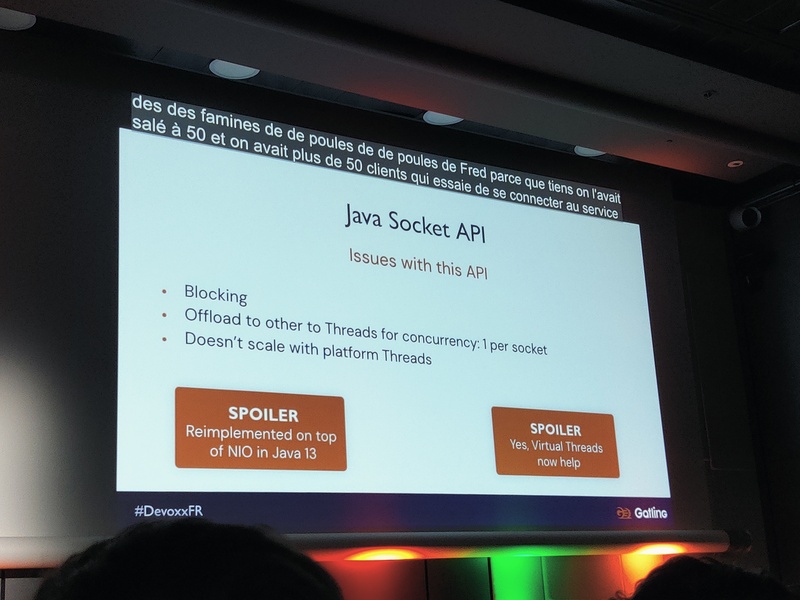 des des famines de de poules de de poules de Fred parce que tiens on l'avait
salé à 50 et on avait plus de 50 clients qui essaie de se connecter au service
Java Socket API
Issues with this API
• Blocking
• Offload to other to Threads for concurrency: 1 per socket
• Doesn't scale with platform Threads
SPOILER
Reimplemented on top
of NIO in Java 13
SPOILER
Yes, Virtual Threads
now help
#DevoxxFR
Gatling